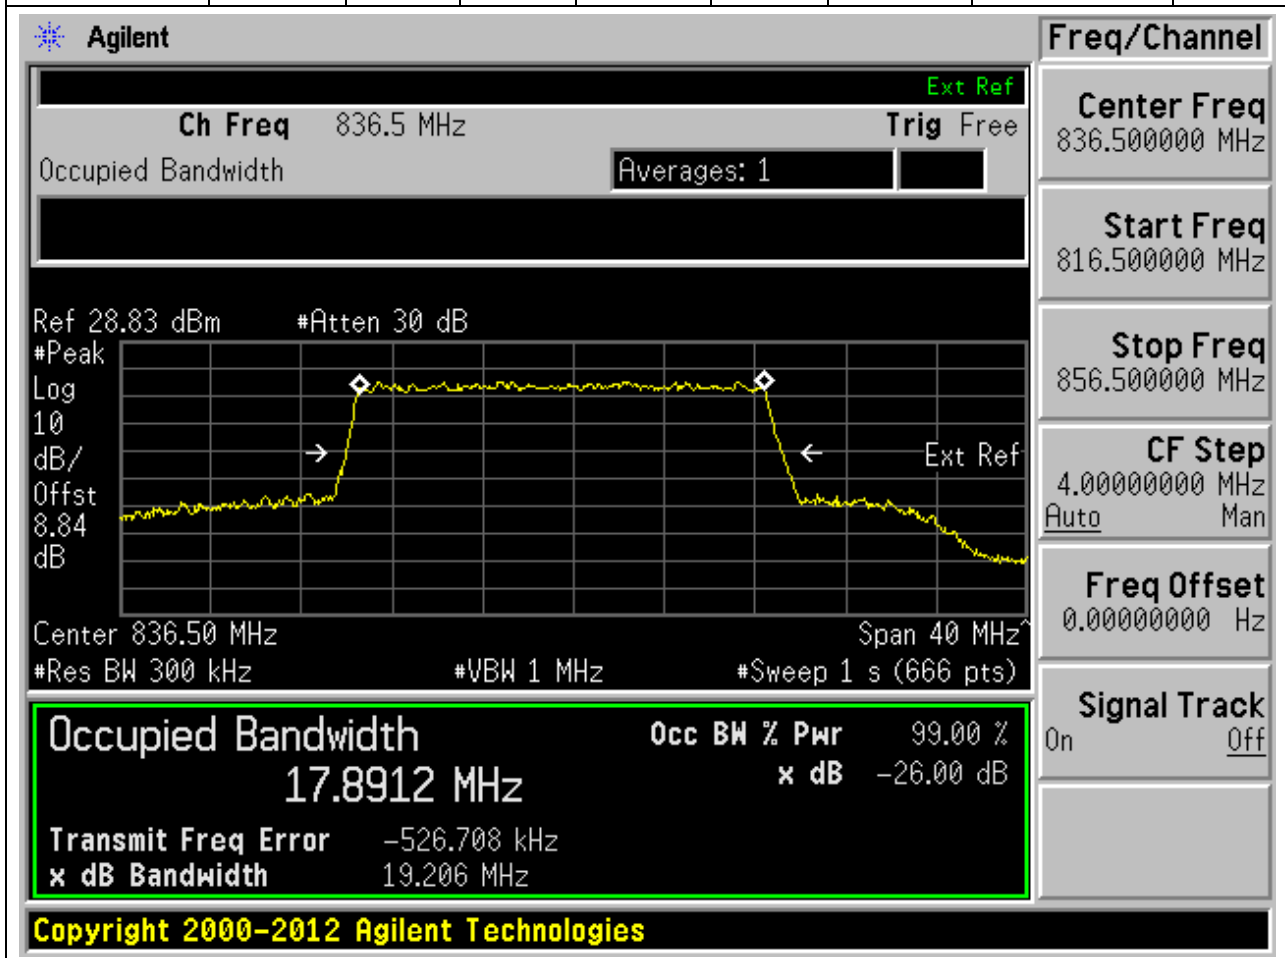 Agilent
Freq/Channel
Ext Ref
Ch Freq 836.5 MHz Trig Free
Occupied Bandwidth Averages: 1
Center Freq
836.500000 MHz
Start Freq
816.500000 MHz
Stop Freq
856.500000 MHz
CF Step
4.00000000 MHz
Auto Man
Freq Offset
0.00000000 Hz
Signal Track
On Off
Ref 28.83 dBm #Atten 30 dB
#Peak
Log
10
dB/
Offst
8.84
dB
Ext Ref
Center 836.50 MHz Span 40 MHz^
#Res BW 300 kHz #VBW 1 MHz #Sweep 1 s (666 pts)
Occupied Bandwidth
17.8912 MHz
Occ BW % Pwr 99.00 %
x dB -26.00 dB
Transmit Freq Error -526.708 kHz
x dB Bandwidth 19.206 MHz
Copyright 2000-2012 Agilent Technologies